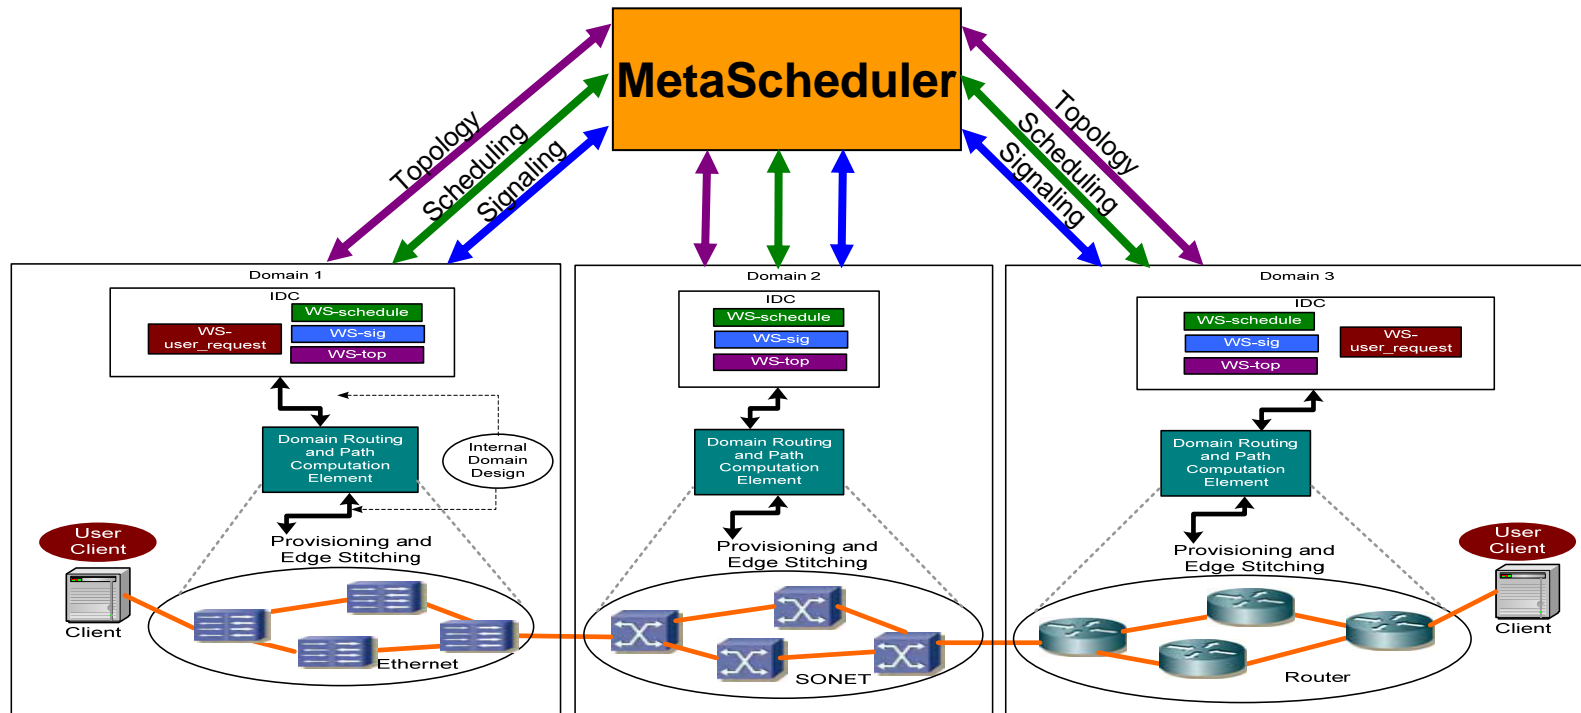 MetaScheduler
Topology
Scheduling
Signaling
Topology
Scheduling
Signaling
Domain 1
IDC
WS-schedule
WS-
user_request
WS-sig
WS-top
Domain Routing
and Path
Computation
Element
Internal
Domain
Design
Provisioning and
Edge Stitching
User
Client
Client
Ethernet
Domain 2
IDC
WS-schedule
WS-sig
WS-top
Domain Routing
and Path
Computation
Element
Provisioning and
Edge Stitching
SONET
Domain 3
IDC
WS-schedule
WS-sig
WS-top
WS-
user_request
Domain Routing
and Path
Computation
Element
Provisioning and
Edge Stitching
User
Client
Client
Router